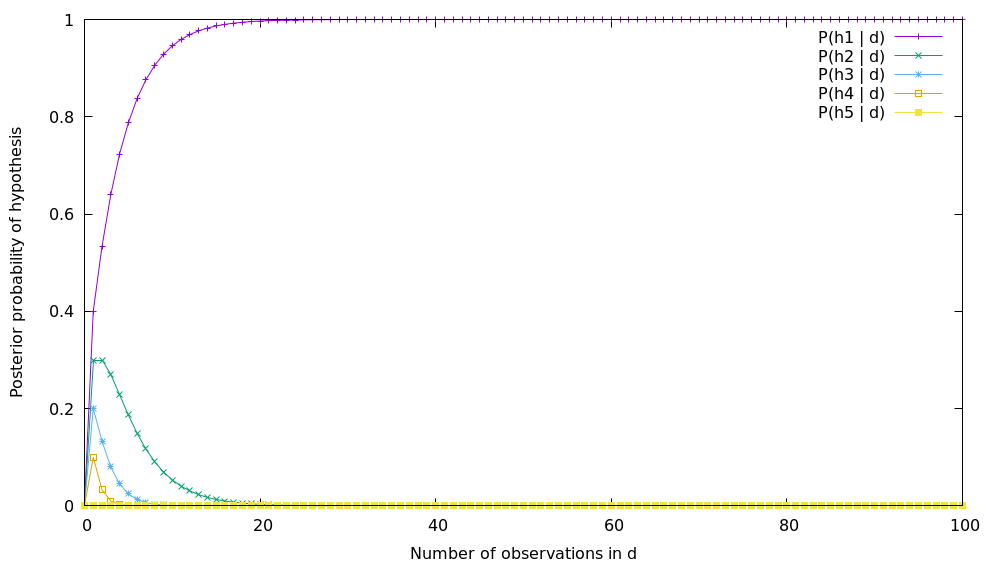 1
0.8
0.6
0.4
0.2
0
Posterior probability of hypothesis
P(h1 | d)
P(h2 | d)
P(h3 | d)
P(h4 | d)
P(h5 | d)
0 20 40 60 80 100
Number of observations in d